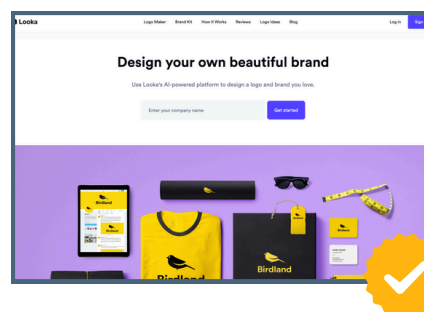 Looka
Logo Maker Brand Kit How It Works Reviews Logo Ideas Blog
Log in Sign
Design your own beautiful brand
Use Looka's AI-powered platform to design a logo and brand you love.
Enter your company name Get started
Birdland
Birdland
Birdland
Birdland